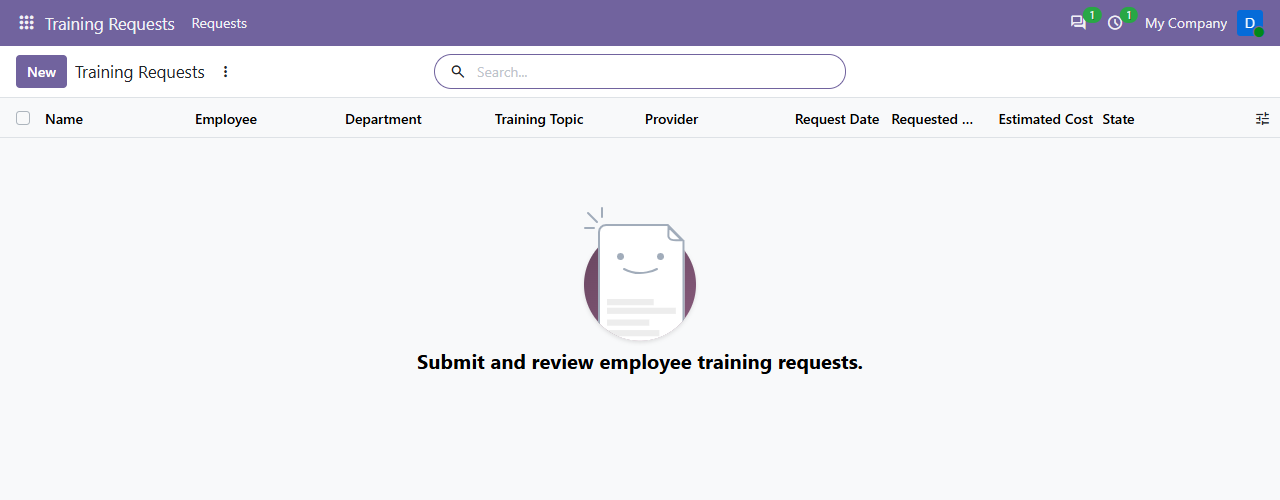 Training Requests Requests 1 1 My Company D
New Training Requests Search...
Name Employee Department Training Topic Provider Request Date Requested ... Estimated Cost State
Submit and review employee training requests.